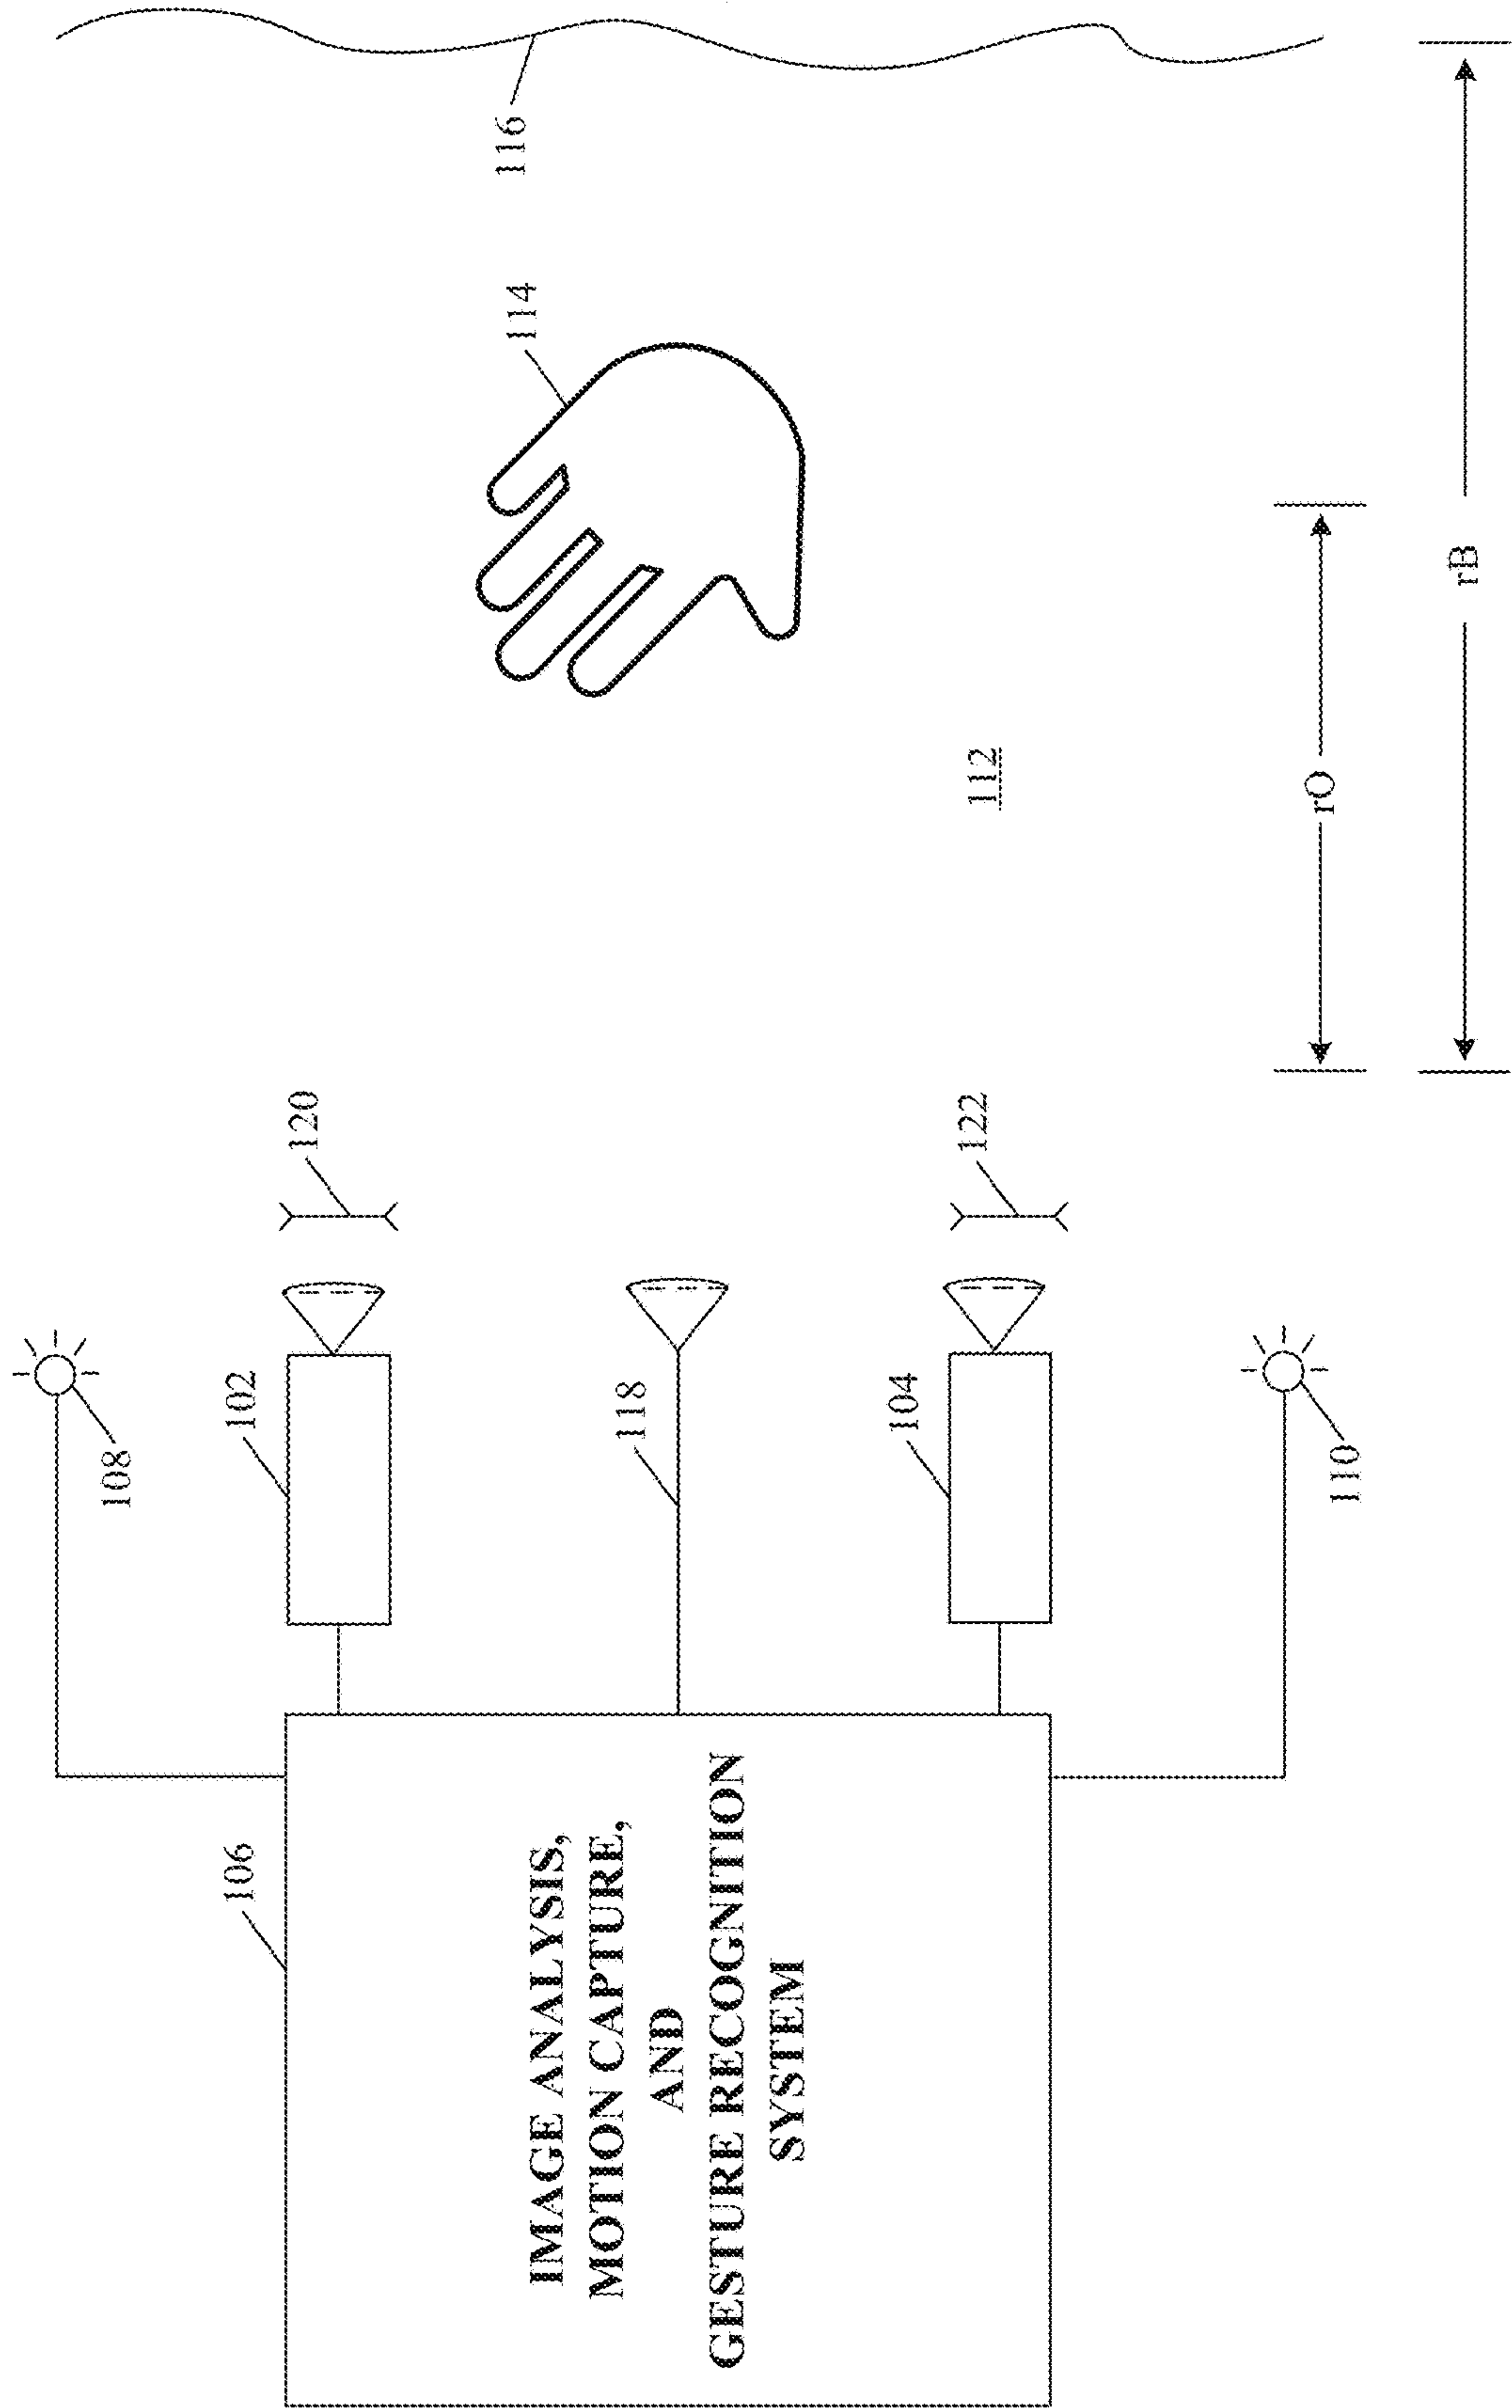 108
102
120
114
116
106
IMAGE ANALYSIS,
MOTION CAPTURE,
AND
GESTURE RECOGNITION
SYSTEM
118
104
122
112
110
rO
rB